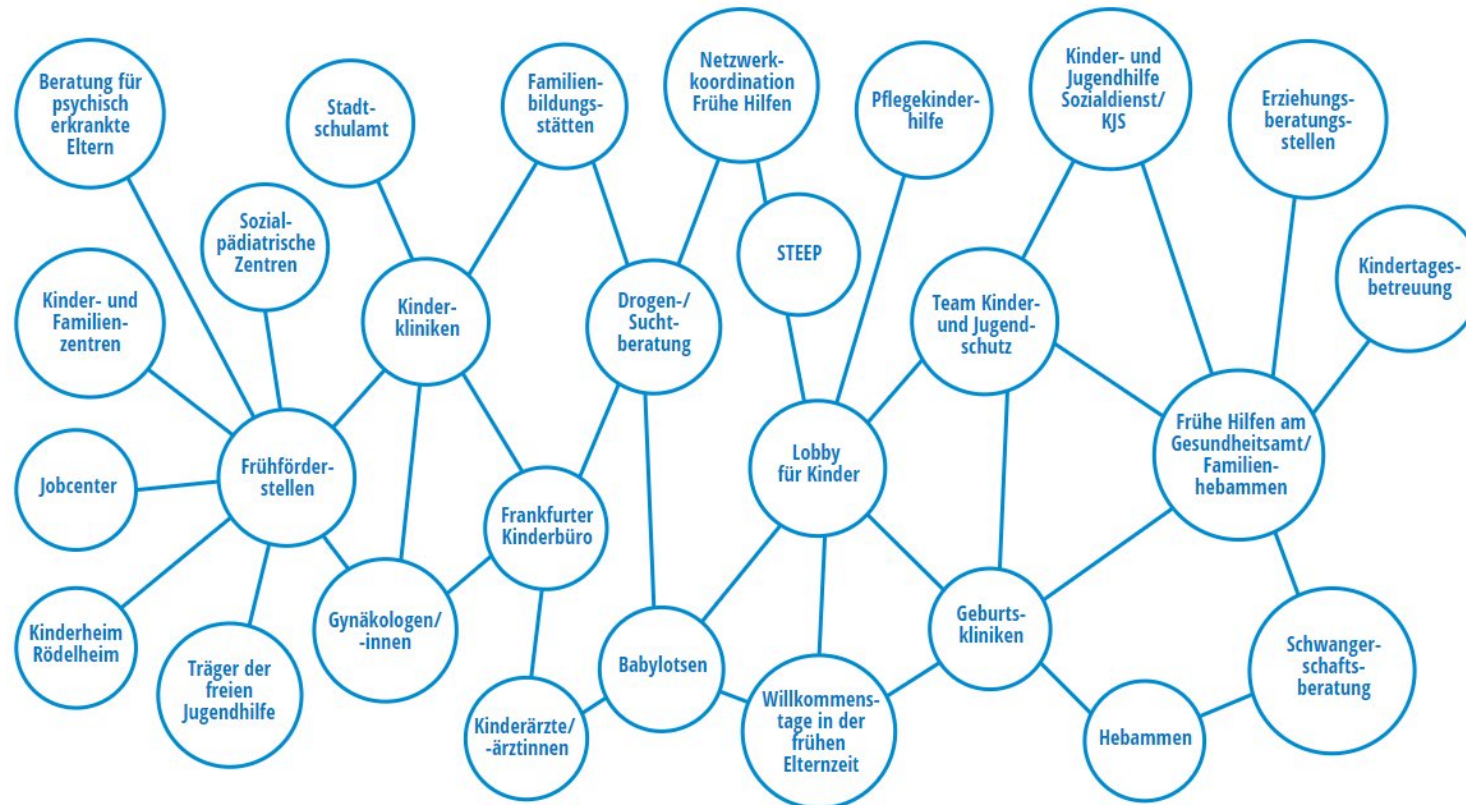 Beratung für
psychisch
erkrankte
Eltern
Stadt-
schulamt
Familien-
bildungs-
stätten
Netzwerk-
koordination
Frühe Hilfen
Pflegekinder-
hilfe
Kinder- und
Jugendhilfe
Sozialdienst/
KJS
Erziehungs-
beratungs-
stellen
Sozial-
pädiatrische
Zentren
STEEP
Kindertages-
betreuung
Kinder- und
Familien-
zentren
Kinder-
kliniken
Drogen-/
Sucht-
beratung
Team Kinder-
und Jugend-
schutz
Jobcenter
Frühförder-
stellen
Frankfurter
Kinderbüro
Lobby
für Kinder
Frühe Hilfen am
Gesundheitsamt/
Familien-
hebammen
Kinderheim
Rödelheim
Träger der
freien
Jugendhilfe
Gynäkologen/
-innen
Kinderärzte/
-ärztinnen
Babylotsen
Willkommens-
tage in der
frühen
Elternzeit
Geburts-
kliniken
Hebammen
Schwanger-
schafts-
beratung